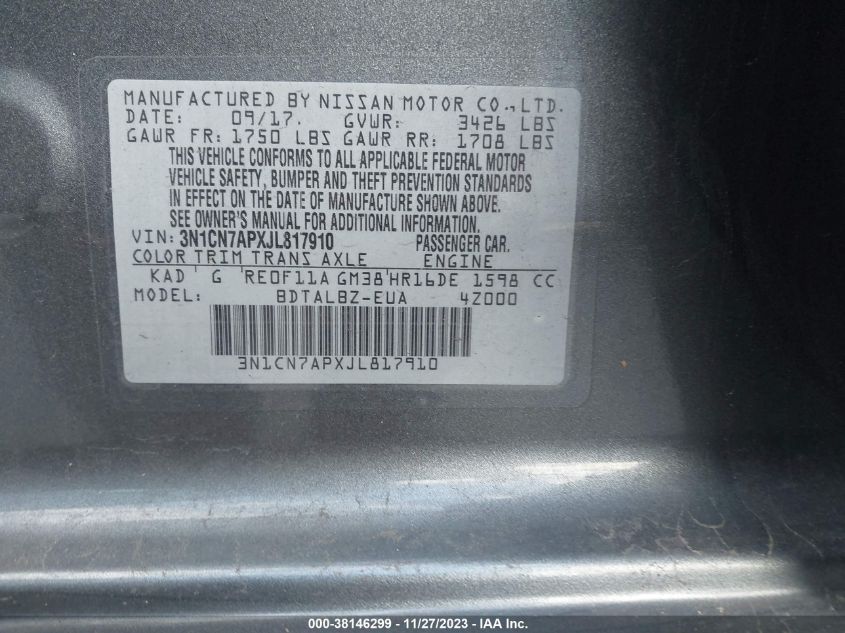 MANUFACTURED BY NISSAN MOTOR CO., LTD.
DATE: 09/17. GVWR: 3426 LBS
GAWR FR: 1750 LBS GAWR RR: 1708 LBS
THIS VEHICLE CONFORMS TO ALL APPLICABLE FEDERAL MOTOR
VEHICLE SAFETY, BUMPER AND THEFT PREVENTION STANDARDS
IN EFFECT ON THE DATE OF MANUFACTURE SHOWN ABOVE.
SEE OWNER'S MANUAL FOR ADDITIONAL INFORMATION.
VIN: 3N1CN7APXJL817910 PASSENGER CAR.
COLOR TRIM TRANS AXLE ENGINE
KAD G RE0F11A GM38 HR16DE 1598 CC
MODEL: BDTALBZ-EUA 4Z000
3N1CN7APXJL817910
000-38146299 - 11/27/2023 - IAA Inc.